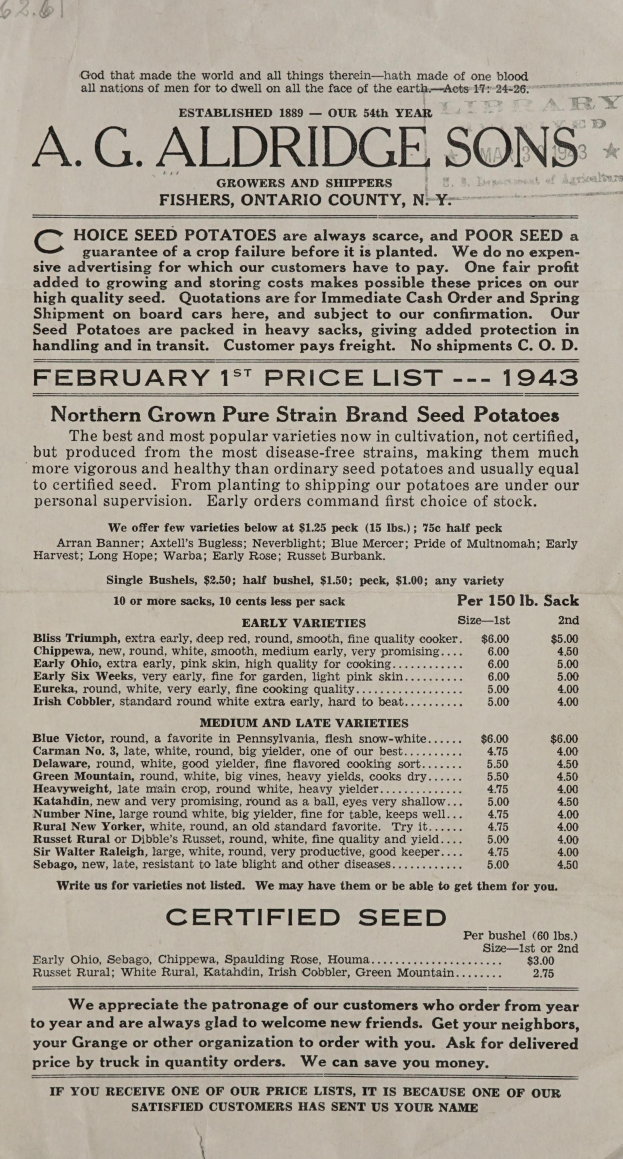 62.61
God that made the world and all things therein—hath made of one blood
all nations of men for to dwell on all the face of the earth.—Acts 17: 24-26.
LIBRARY
ESTABLISHED 1889 — OUR 54th YEAR
A. G. ALDRIDGE SONS
1943
GROWERS AND SHIPPERS
U. S. Department of Agriculture
FISHERS, ONTARIO COUNTY, N. Y.
CHOICE SEED POTATOES are always scarce, and POOR SEED a
guarantee of a crop failure before it is planted. We do no expen-
sive advertising for which our customers have to pay. One fair profit
added to growing and storing costs makes possible these prices on our
high quality seed. Quotations are for Immediate Cash Order and Spring
Shipment on board cars here, and subject to our confirmation. Our
Seed Potatoes are packed in heavy sacks, giving added protection in
handling and in transit. Customer pays freight. No shipments C. O. D.
FEBRUARY 1ST PRICE LIST --- 1943
Northern Grown Pure Strain Brand Seed Potatoes
The best and most popular varieties now in cultivation, not certified,
but produced from the most disease-free strains, making them much
more vigorous and healthy than ordinary seed potatoes and usually equal
to certified seed. From planting to shipping our potatoes are under our
personal supervision. Early orders command first choice of stock.
We offer few varieties below at $1.25 peck (15 lbs.); 75c half peck
Arran Banner; Axtell's Bugless; Neverblight; Blue Mercer; Pride of Multnomah; Early
Harvest; Long Hope; Warba; Early Rose; Russet Burbank.
Single Bushels, $2.50; half bushel, $1.50; peck, $1.00; any variety
10 or more sacks, 10 cents less per sack Per 150 lb. Sack
EARLY VARIETIES Size—1st 2nd
Bliss Triumph, extra early, deep red, round, smooth, fine quality cooker. $6.00 $5.00
Chippewa, new, round, white, smooth, medium early, very promising.... 6.00 4.50
Early Ohio, extra early, pink skin, high quality for cooking............ 6.00 5.00
Early Six Weeks, very early, fine for garden, light pink skin.......... 6.00 5.00
Eureka, round, white, very early, fine cooking quality................. 5.00 4.00
Irish Cobbler, standard round white extra early, hard to beat.......... 5.00 4.00
MEDIUM AND LATE VARIETIES
Blue Victor, round, a favorite in Pennsylvania, flesh snow-white...... $6.00 $6.00
Carman No. 3, late, white, round, big yielder, one of our best.......... 4.75 4.00
Delaware, round, white, good yielder, fine flavored cooking sort....... 5.50 4.50
Green Mountain, round, white, big vines, heavy yields, cooks dry...... 5.50 4.50
Heavyweight, late main crop, round white, heavy yielder............. 4.75 4.00
Katahdin, new and very promising, round as a ball, eyes very shallow... 5.00 4.50
Number Nine, large round white, big yielder, fine for table, keeps well... 4.75 4.00
Rural New Yorker, white, round, an old standard favorite. Try it...... 4.75 4.00
Russet Rural or Dibble's Russet, round, white, fine quality and yield.... 5.00 4.00
Sir Walter Raleigh, large, white, round, very productive, good keeper.... 4.75 4.00
Sebago, new, late, resistant to late blight and other diseases............ 5.00 4.50
Write us for varieties not listed. We may have them or be able to get them for you.
CERTIFIED SEED
Per bushel (60 lbs.)
Size—1st or 2nd
Early Ohio, Sebago, Chippewa, Spaulding Rose, Houma...................... $3.00
Russet Rural; White Rural, Katahdin, Irish Cobbler, Green Mountain........ 2.75
We appreciate the patronage of our customers who order from year
to year and are always glad to welcome new friends. Get your neighbors,
your Grange or other organization to order with you. Ask for delivered
price by truck in quantity orders. We can save you money.
IF YOU RECEIVE ONE OF OUR PRICE LISTS, IT IS BECAUSE ONE OF OUR
SATISFIED CUSTOMERS HAS SENT US YOUR NAME